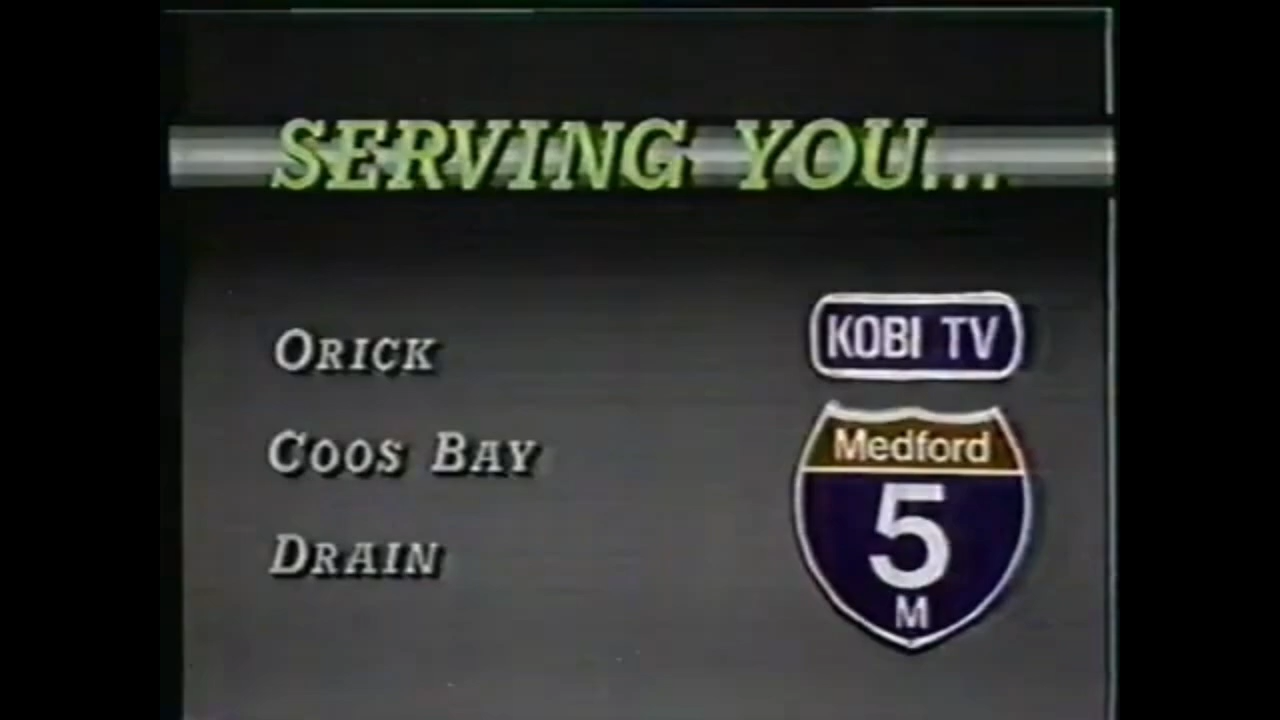 SERVING YOU...
ORICK
COOS BAY
DRAIN
KOBI TV
Medford
5
M